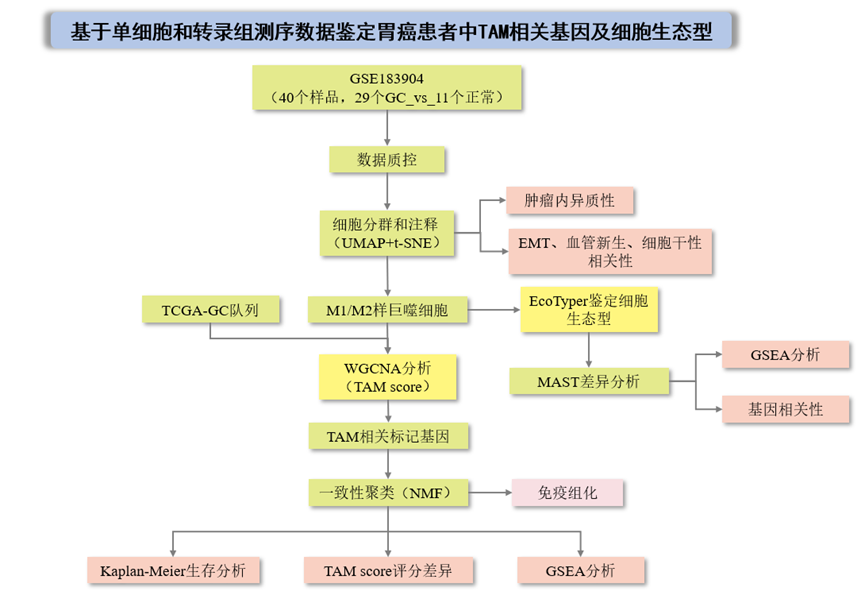 基于单细胞和转录组测序数据鉴定胃癌患者中TAM相关基因及细胞生态型
GSE183904
（40个样品，29个GC_vs_11个正常）
数据质控
细胞分群和注释
（UMAP+t-SNE）
肿瘤内异质性
EMT、血管新生、细胞干性
相关性
TCGA-GC队列
M1/M2样巨噬细胞
EcoTyper鉴定细胞
生态型
WGCNA分析
（TAM score）
MAST差异分析
GSEA分析
基因相关性
TAM相关标记基因
一致性聚类（NMF）
免疫组化
Kaplan-Meier生存分析
TAM score评分差异
GSEA分析